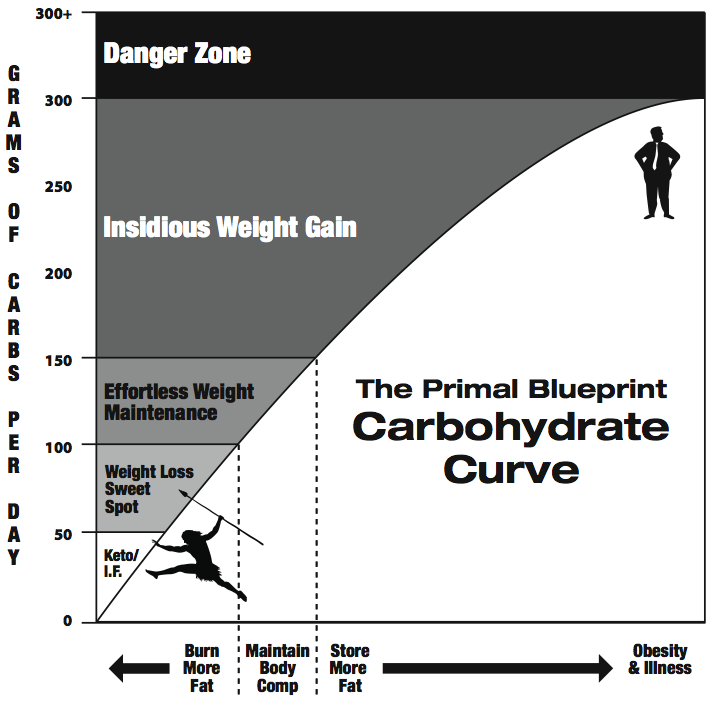 300+
Danger Zone
300
250
Insidious Weight Gain
200
150
Effortless Weight
Maintenance
100
Weight Loss
Sweet
Spot
50
Keto/
I.F.
0
GRAMS OF CARBS PER DAY
The Primal Blueprint
Carbohydrate
Curve
Burn
More
Fat
Maintain
Body
Comp
Store
More
Fat
Obesity
& Illness